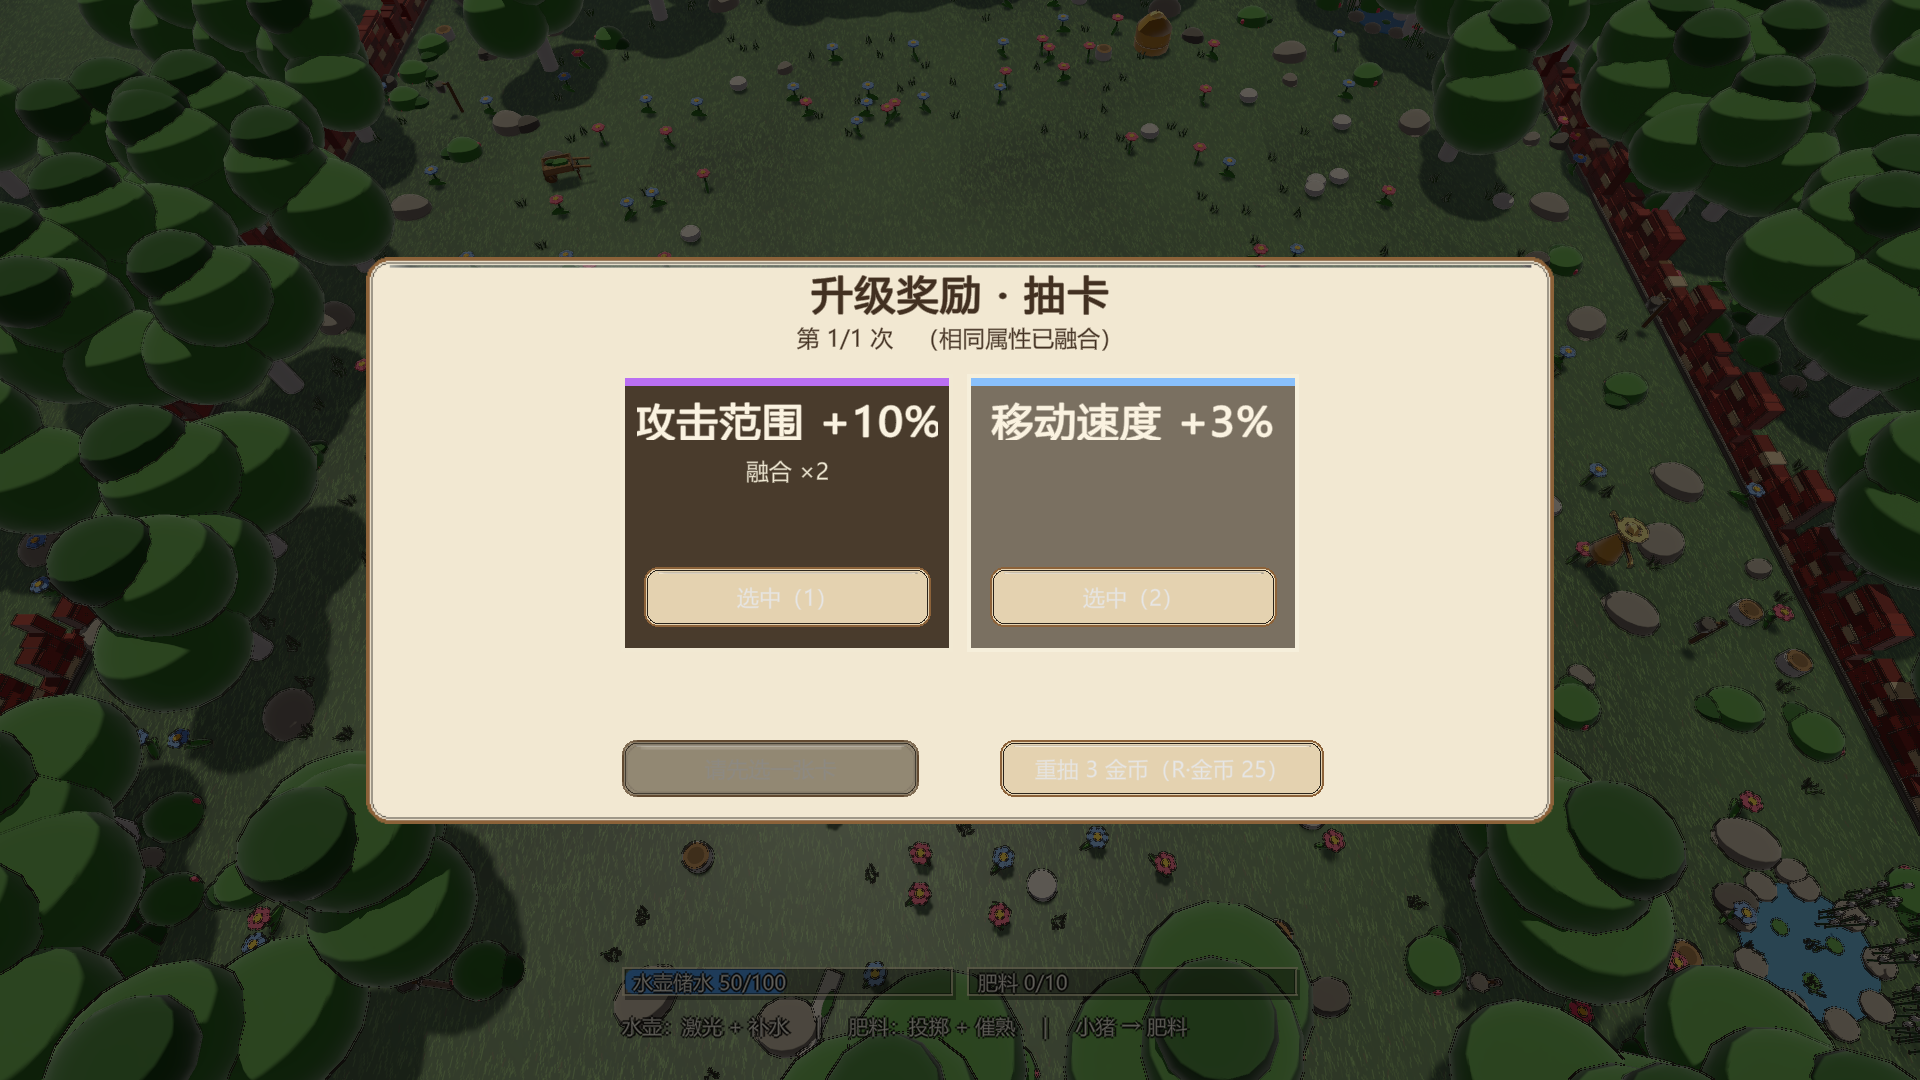 升级奖励 · 抽卡
第 1/1 次 （相同属性已融合）
攻击范围 +10%
融合 ×2
选中（1）
移动速度 +3%
选中（2）
重抽 3 金币（R·金币 25）
水壶储水 50/100
肥料 0/10
水壶：激光 + 补水 | 肥料：投掷 + 催熟 | 小猪 → 肥料